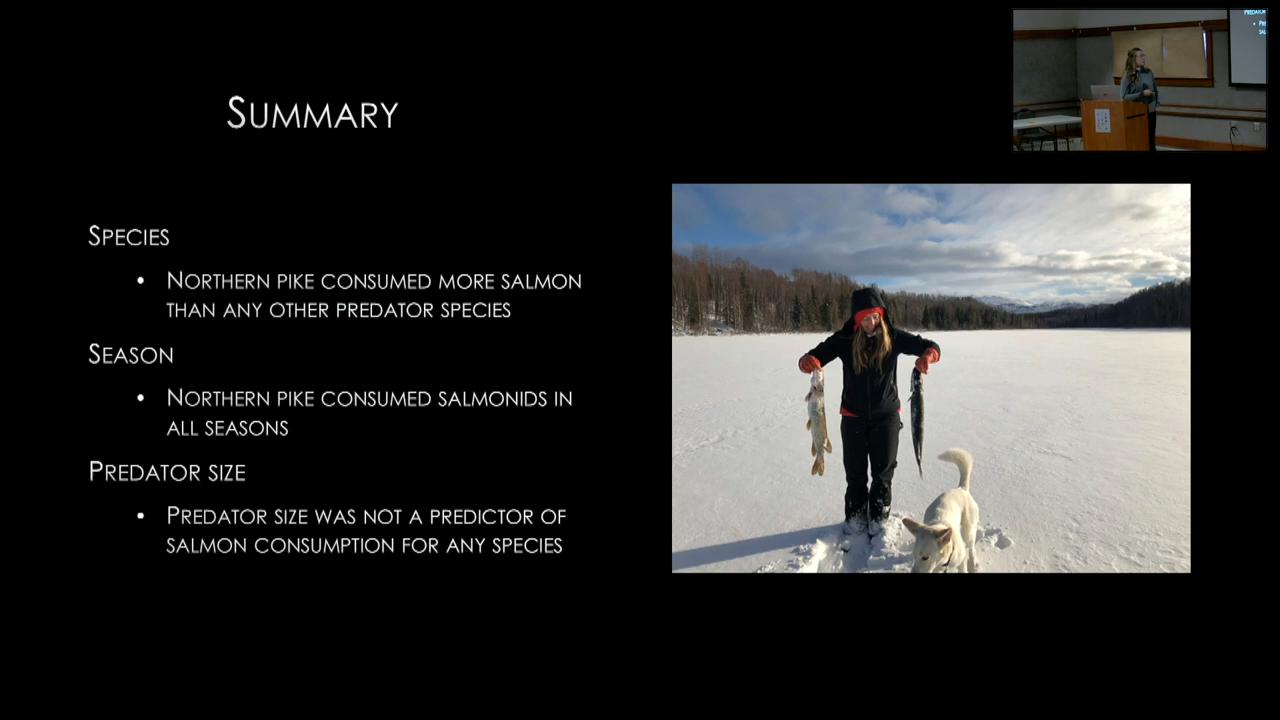 SUMMARY
SPECIES
• NORTHERN PIKE CONSUMED MORE SALMON
THAN ANY OTHER PREDATOR SPECIES
SEASON
• NORTHERN PIKE CONSUMED SALMONIDS IN
ALL SEASONS
PREDATOR SIZE
• PREDATOR SIZE WAS NOT A PREDICTOR OF
SALMON CONSUMPTION FOR ANY SPECIES